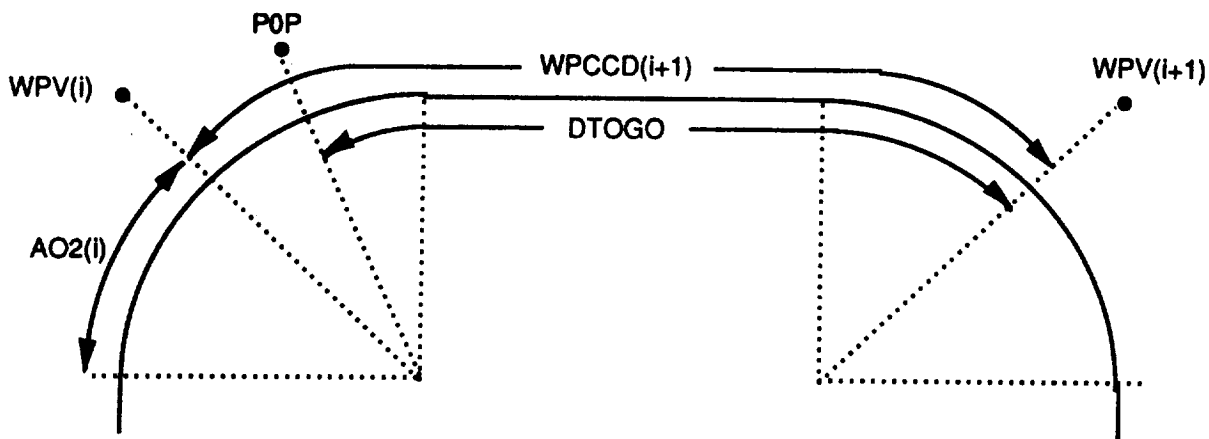 P0P
WPCCD(i+1)
WPV(i)
WPV(i+1)
DTOGO
AO2(i)